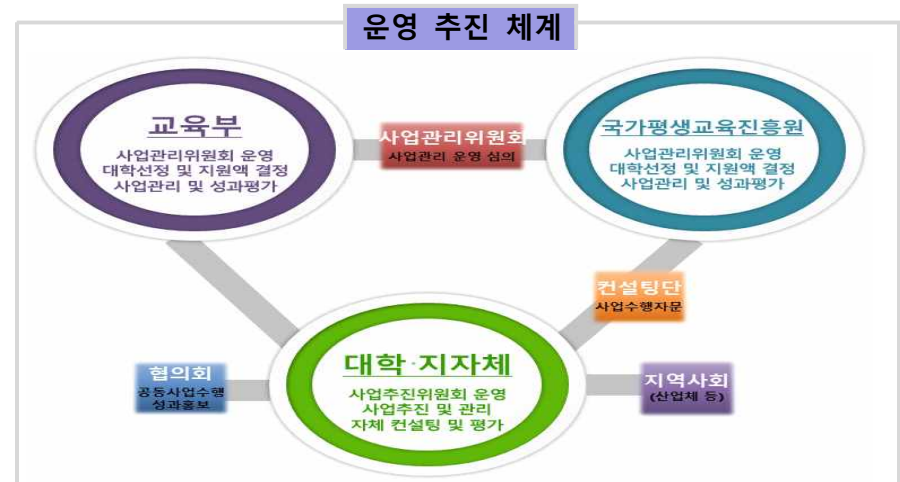 운영 추진 체계
교육부
사업관리위원회 운영
대학선정 및 지원액 결정
사업관리 및 성과평가
사업관리위원회
사업관리 운영 심의
국가평생교육진흥원
사업관리위원회 운영
대학선정 및 지원액 결정
사업관리 및 성과평가
컨설팅단
사업수행자문
대학·지자체
사업추진위원회 운영
사업추진 및 관리
자체 컨설팅 및 평가
협의회
공동사업수행
성과홍보
지역사회
(산업체 등)